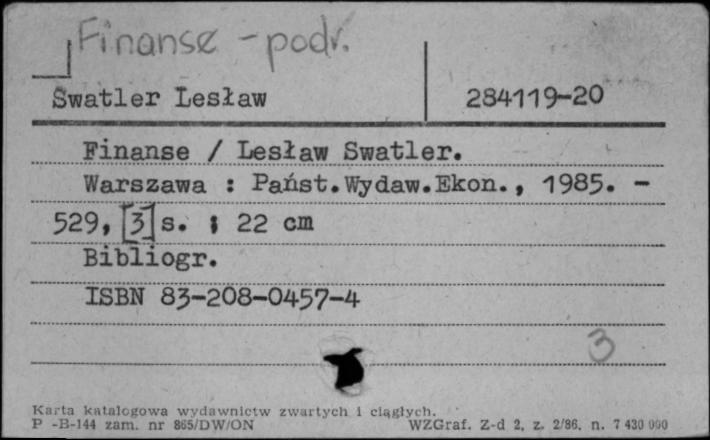 Finanse - podr.
Swatler Lesław 284119-20
Finanse / Lesław Swatler.
Warszawa : Państ.Wydaw.Ekon., 1985. -
529, [3] s. ; 22 cm
Bibliogr.
ISBN 83-208-0457-4
3
Karta katalogowa wydawnictw zwartych i ciągłych.
P -B-144 zam. nr 865/DW/ON WZGraf. Z-d 2, z. 2/86. n. 7 430 000